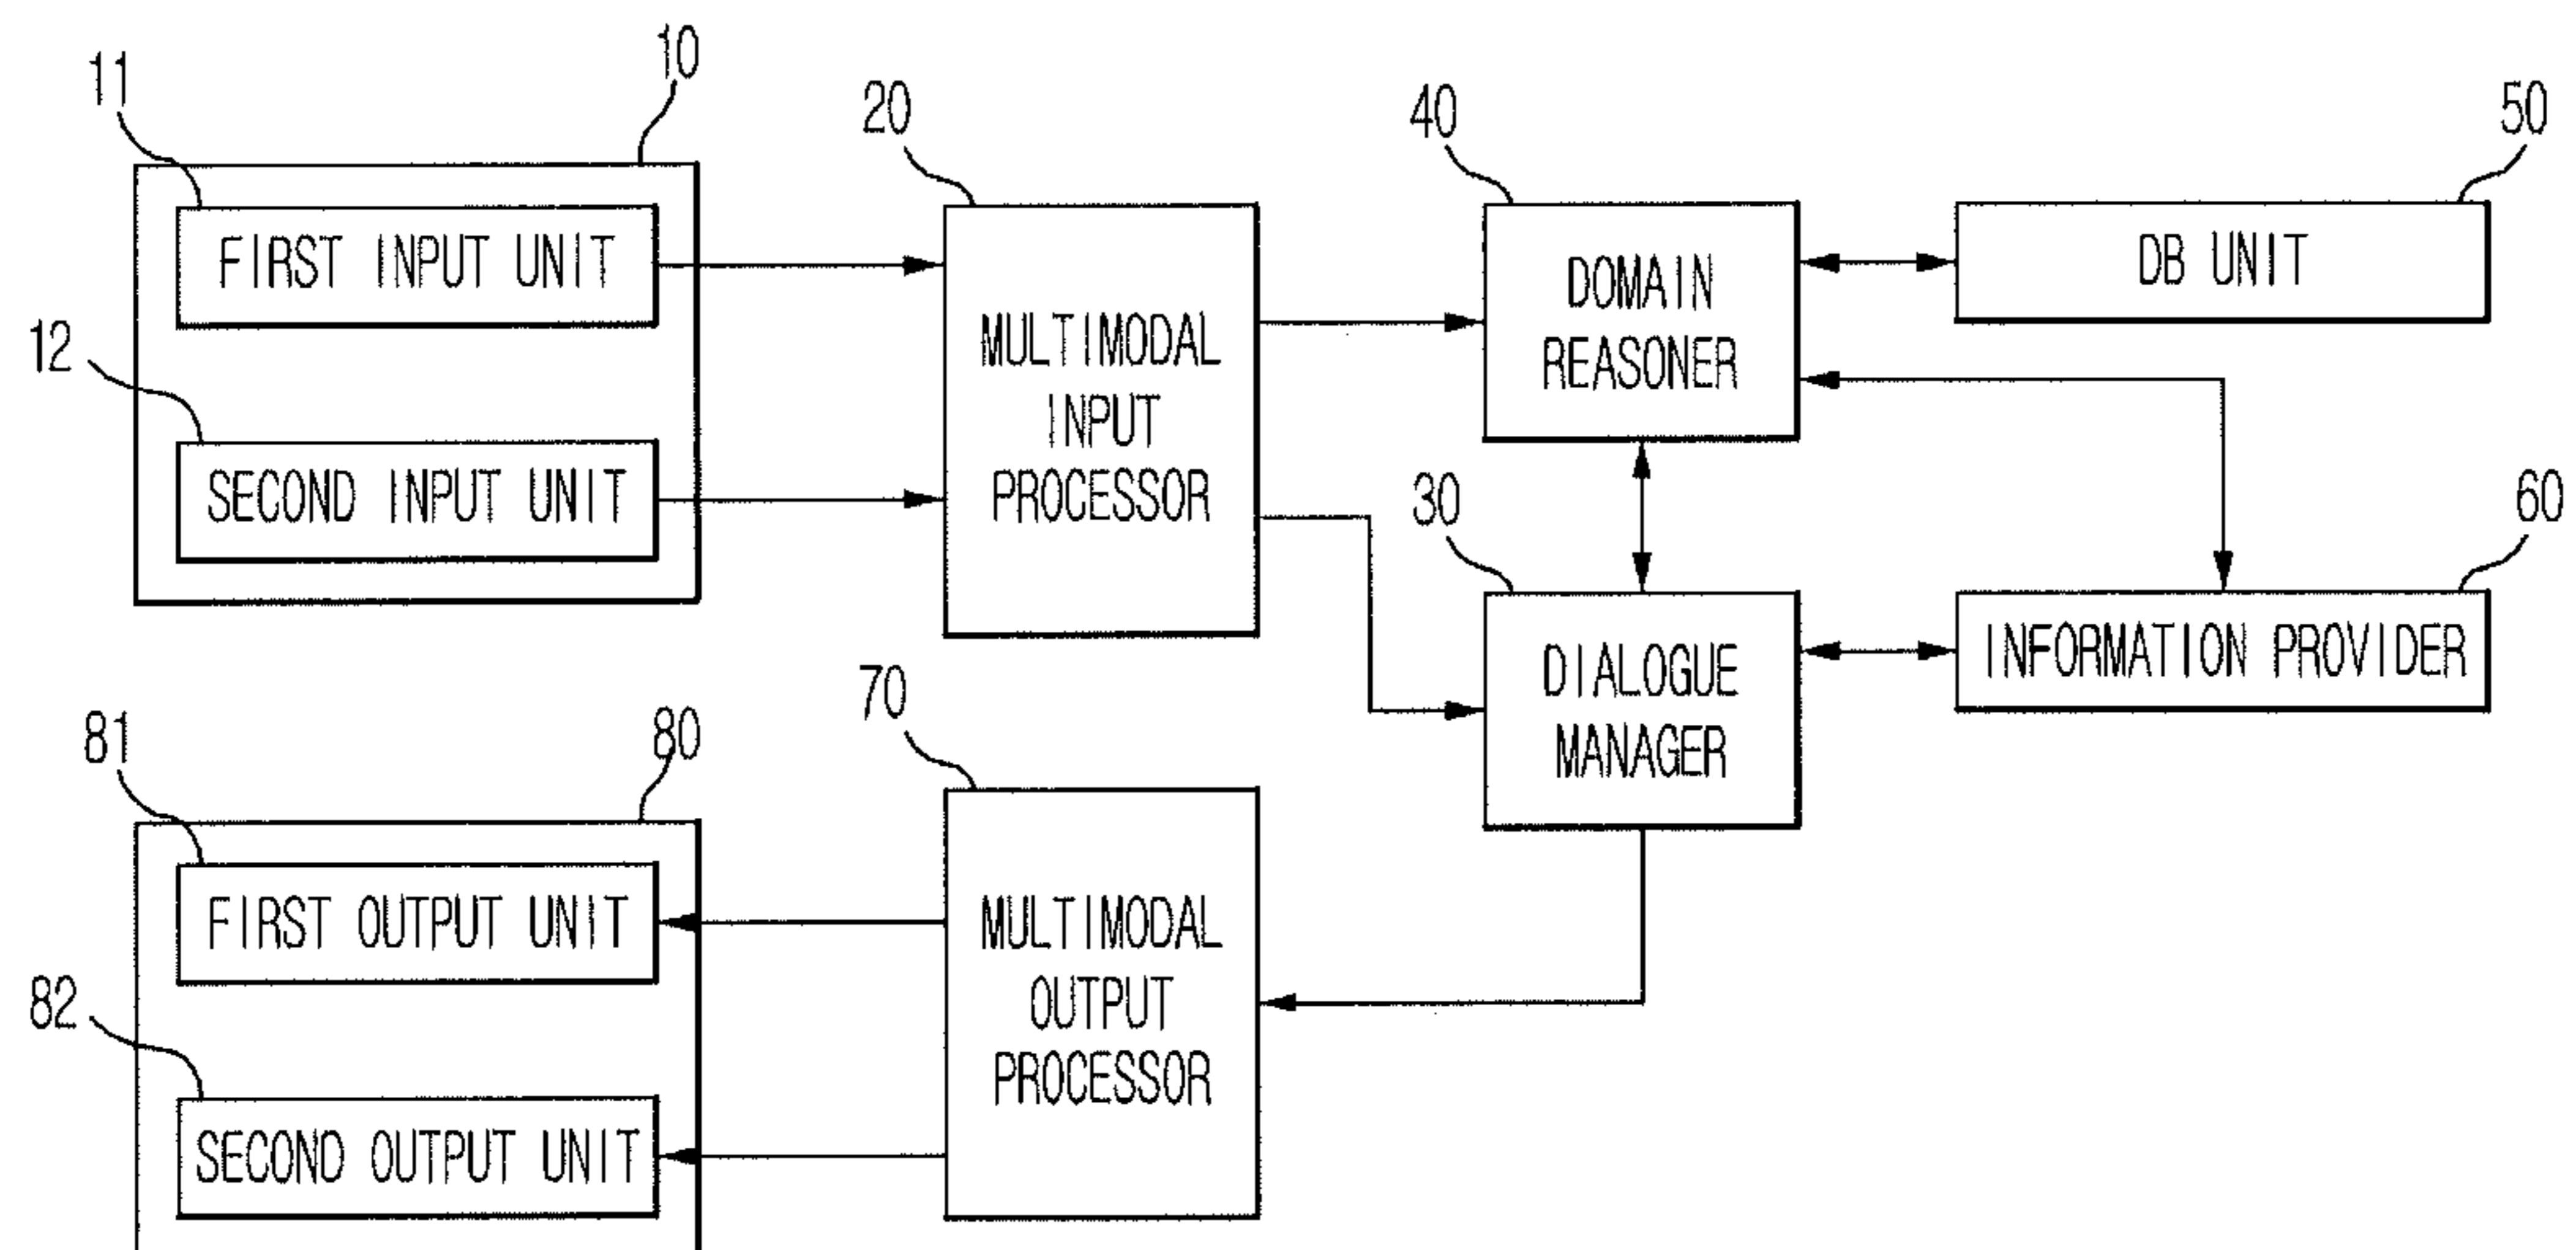 11
10
FIRST INPUT UNIT
12
SECOND INPUT UNIT
20
MULTIMODAL
INPUT
PROCESSOR
40
DOMAIN
REASONER
50
DB UNIT
30
DIALOGUE
MANAGER
60
INFORMATION PROVIDER
70
MULTIMODAL
OUTPUT
PROCESSOR
81
80
FIRST OUTPUT UNIT
82
SECOND OUTPUT UNIT